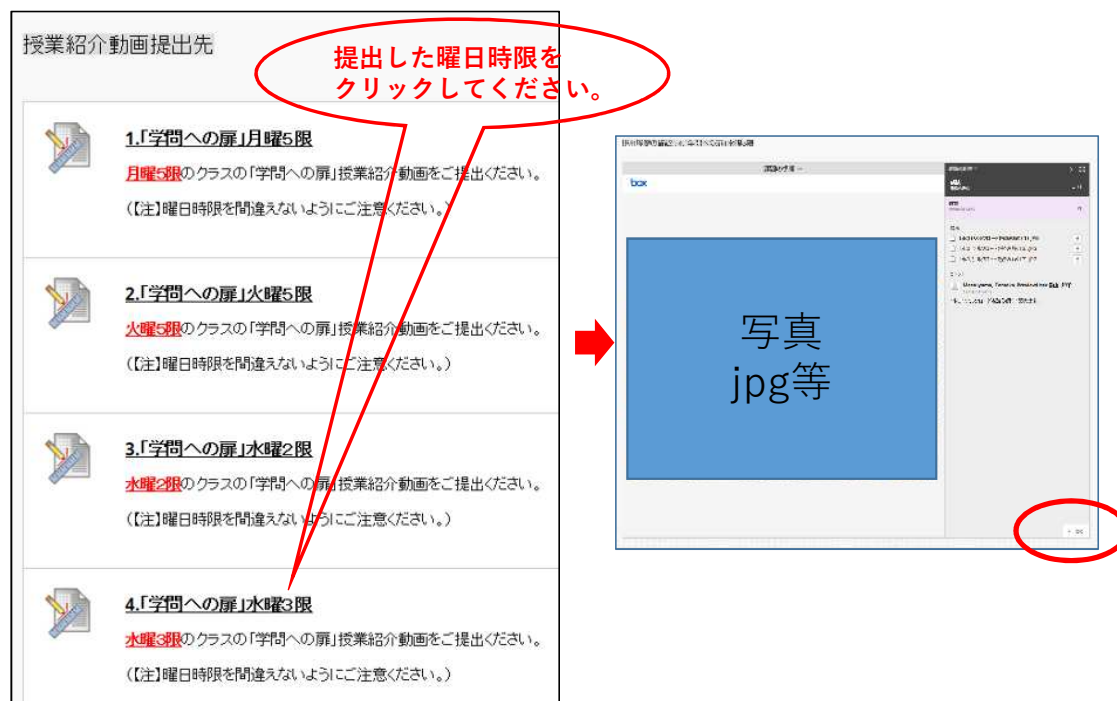 授業紹介動画提出先
提出した曜日時限を
クリックしてください。
1.「学問への扉」月曜5限
月曜5限のクラスの「学問への扉」授業紹介動画をご提出ください。
(【注】曜日時限を間違えないようにご注意ください。)
2.「学問への扉」火曜5限
火曜5限のクラスの「学問への扉」授業紹介動画をご提出ください。
(【注】曜日時限を間違えないようにご注意ください。)
3.「学問への扉」水曜2限
水曜2限のクラスの「学問への扉」授業紹介動画をご提出ください。
(【注】曜日時限を間違えないようにご注意ください。)
4.「学問への扉」水曜3限
水曜3限のクラスの「学問への扉」授業紹介動画をご提出ください。
(【注】曜日時限を間違えないようにご注意ください。)
box
写真
jpg等